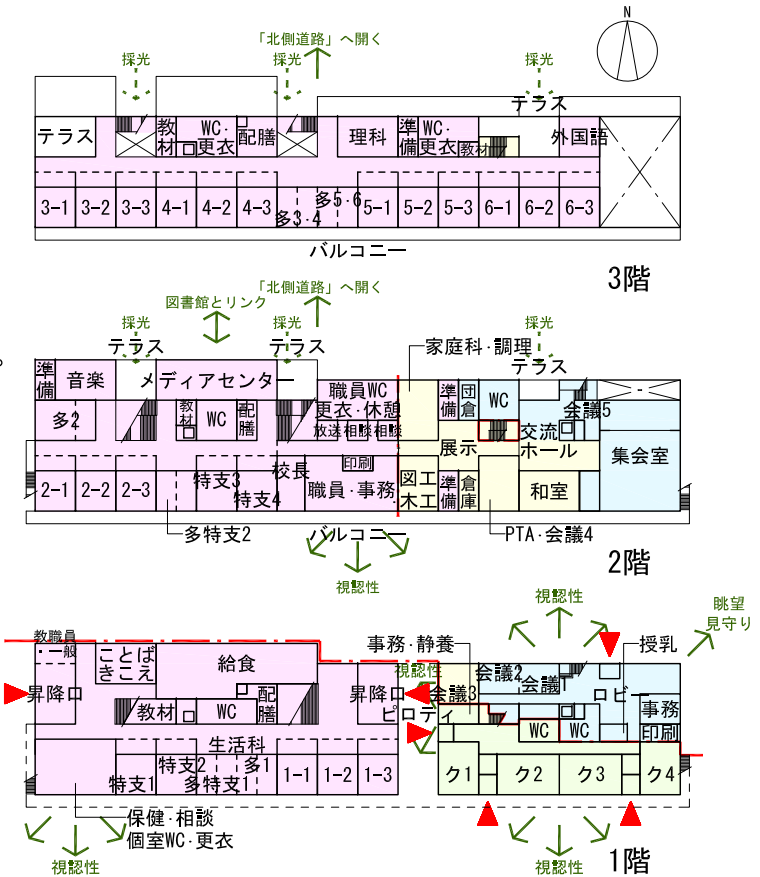 N
「北側道路」へ開く
採光
採光
採光
テラス
テラス
教材
WC・更衣
配膳
理科
準備
WC・更衣
教材
外国語
3-1
3-2
3-3
4-1
4-2
4-3
多3・4
多5・6
5-1
5-2
5-3
6-1
6-2
6-3
バルコニー
3階
「北側道路」へ開く
図書館とリンク
採光
採光
採光
テラス
テラス
家庭科・調理
テラス
準備
音楽
メディアセンター
職員WC
更衣・休憩
準備
団倉
WC
会議5
多2
教材
WC
配膳
放送
相談
相談
展示
交流
ホール
集会室
印刷
校長
2-1
2-2
2-3
特支3
特支4
職員・事務
図工
木工
準備
倉庫
和室
多特支2
バルコニー
PTA・会議4
2階
視認性
視認性
眺望
見守り
教職員
・一般
ことば
きこえ
給食
事務・静養
視認性
会議2
会議1
授乳
昇降口
昇降口
会議3
ロビー
教材
WC
配膳
ピロティ
事務
印刷
WC
WC
生活科
特支1
特支2
多特支1
多1
1-1
1-2
1-3
ク1
ク2
ク3
ク4
保健・相談
個室WC・更衣
視認性
視認性
1階